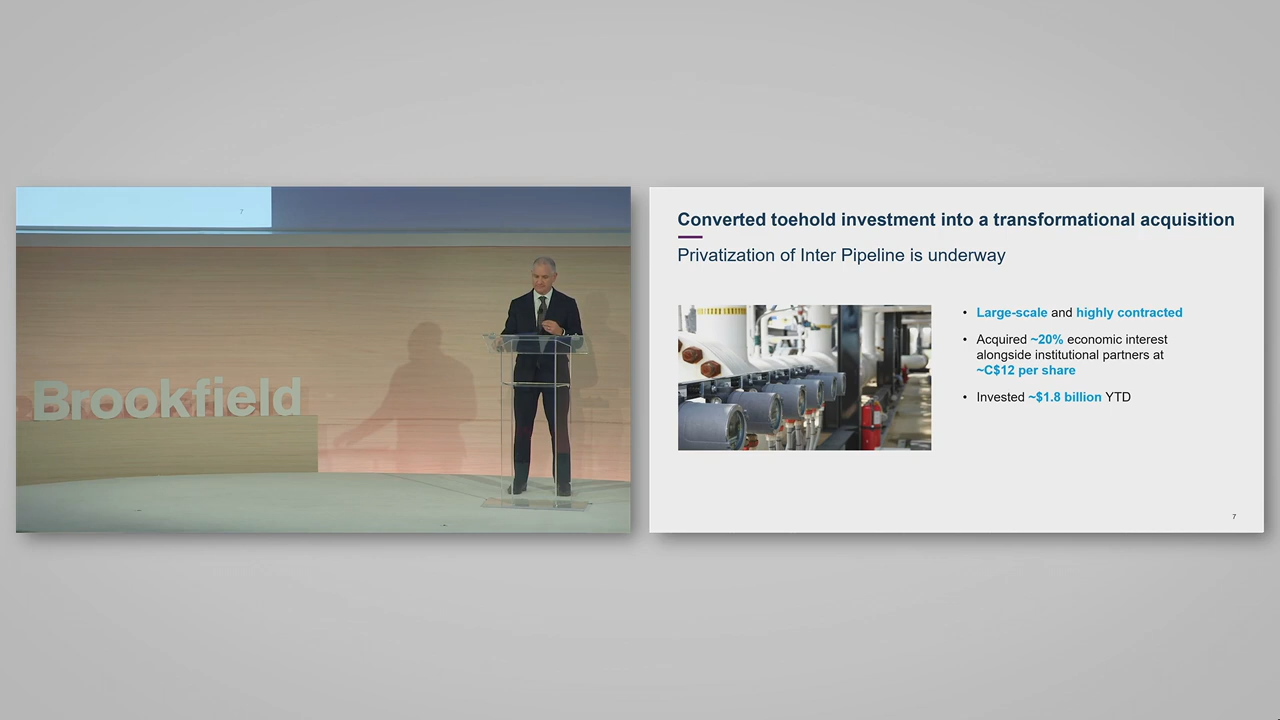 7
Brookfield
Converted toehold investment into a transformational acquisition
Privatization of Inter Pipeline is underway
• Large-scale and highly contracted
• Acquired ~20% economic interest
alongside institutional partners at
~C$12 per share
• Invested ~$1.8 billion YTD
7